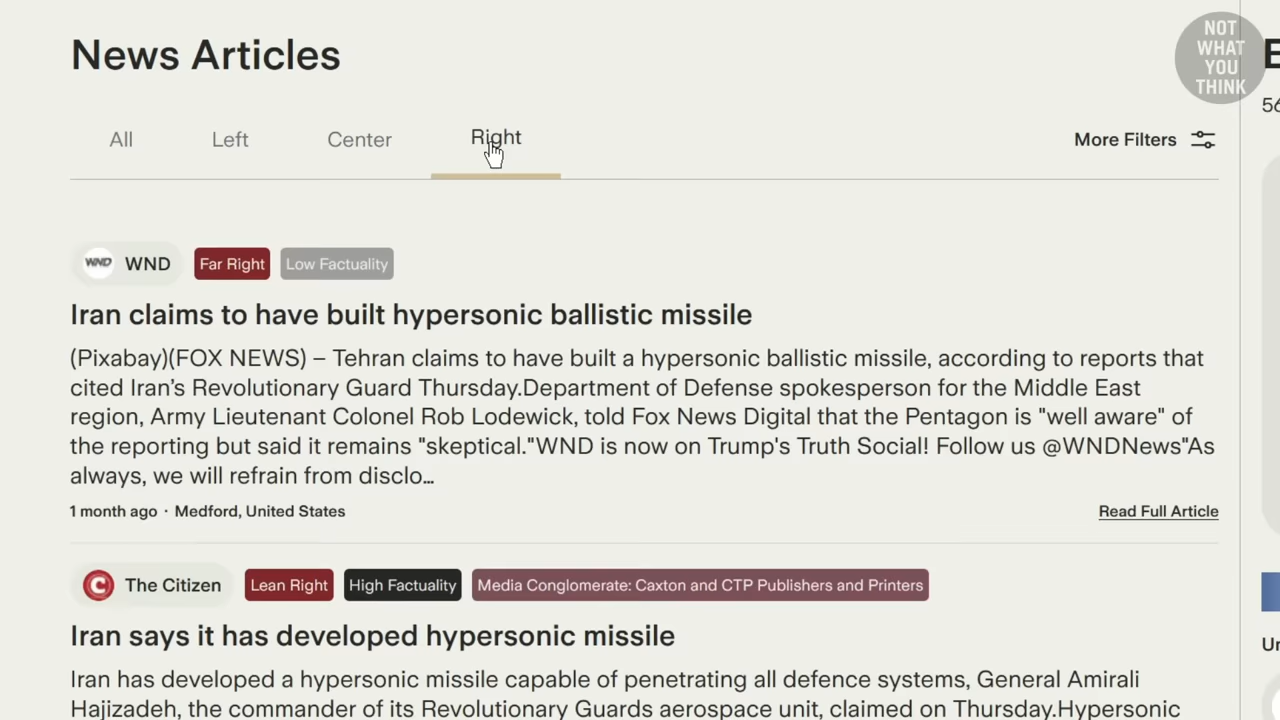 News Articles
NOT
WHAT
YOU
THINK
All Left Center Right
More Filters
WND
WND Far Right Low Factuality
Iran claims to have built hypersonic ballistic missile
(Pixabay)(FOX NEWS) – Tehran claims to have built a hypersonic ballistic missile, according to reports that
cited Iran’s Revolutionary Guard Thursday.Department of Defense spokesperson for the Middle East
region, Army Lieutenant Colonel Rob Lodewick, told Fox News Digital that the Pentagon is "well aware" of
the reporting but said it remains "skeptical."WND is now on Trump's Truth Social! Follow us @WNDNews"As
always, we will refrain from disclo...
1 month ago · Medford, United States
Read Full Article
C
The Citizen Lean Right High Factuality Media Conglomerate: Caxton and CTP Publishers and Printers
Iran says it has developed hypersonic missile
Iran has developed a hypersonic missile capable of penetrating all defence systems, General Amirali
Hajizadeh, the commander of its Revolutionary Guards aerospace unit, claimed on Thursday.Hypersonic